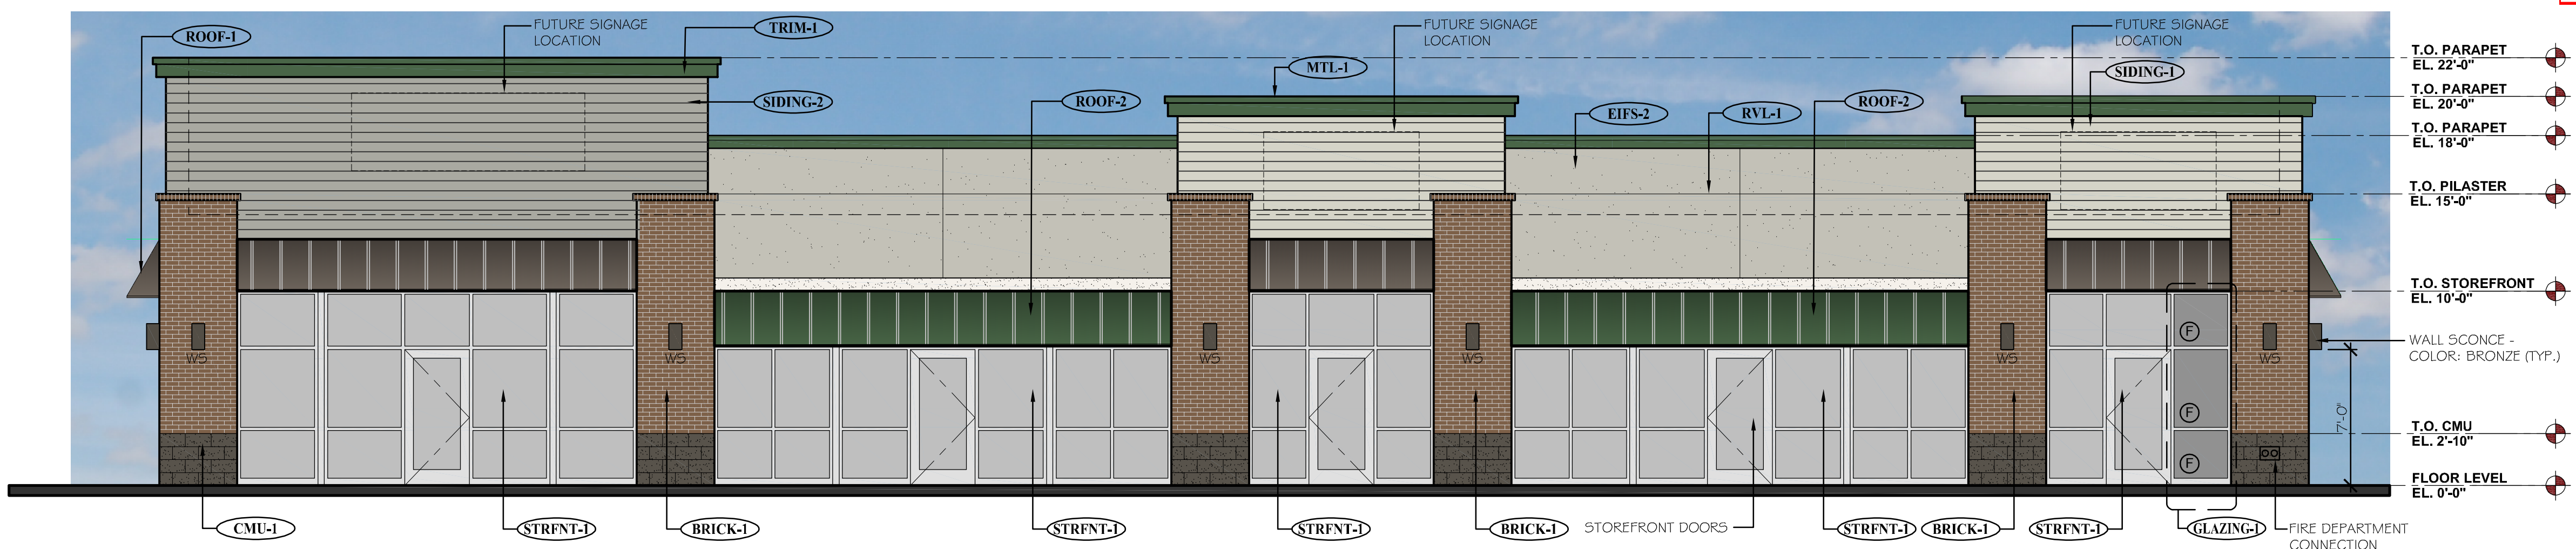 ROOF-1
FUTURE SIGNAGE
LOCATION
TRIM-1
SIDING-2
ROOF-2
MTL-1
FUTURE SIGNAGE
LOCATION
EIFS-2
RVL-1
ROOF-2
FUTURE SIGNAGE
LOCATION
SIDING-1
T.O. PARAPET
EL. 22'-0"
T.O. PARAPET
EL. 20'-0"
T.O. PARAPET
EL. 18'-0"
T.O. PILASTER
EL. 15'-0"
T.O. STOREFRONT
EL. 10'-0"
WALL SCONCE -
COLOR: BRONZE (TYP.)
T.O. CMU
EL. 2'-10"
FLOOR LEVEL
EL. 0'-0"
WS
WS
WS
WS
WS
WS
F
F
F
7'-0"
CMU-1
STRFNT-1
BRICK-1
STRFNT-1
STRFNT-1
BRICK-1
STOREFRONT DOORS
STRFNT-1
BRICK-1
STRFNT-1
GLAZING-1
FIRE DEPARTMENT
CONNECTION